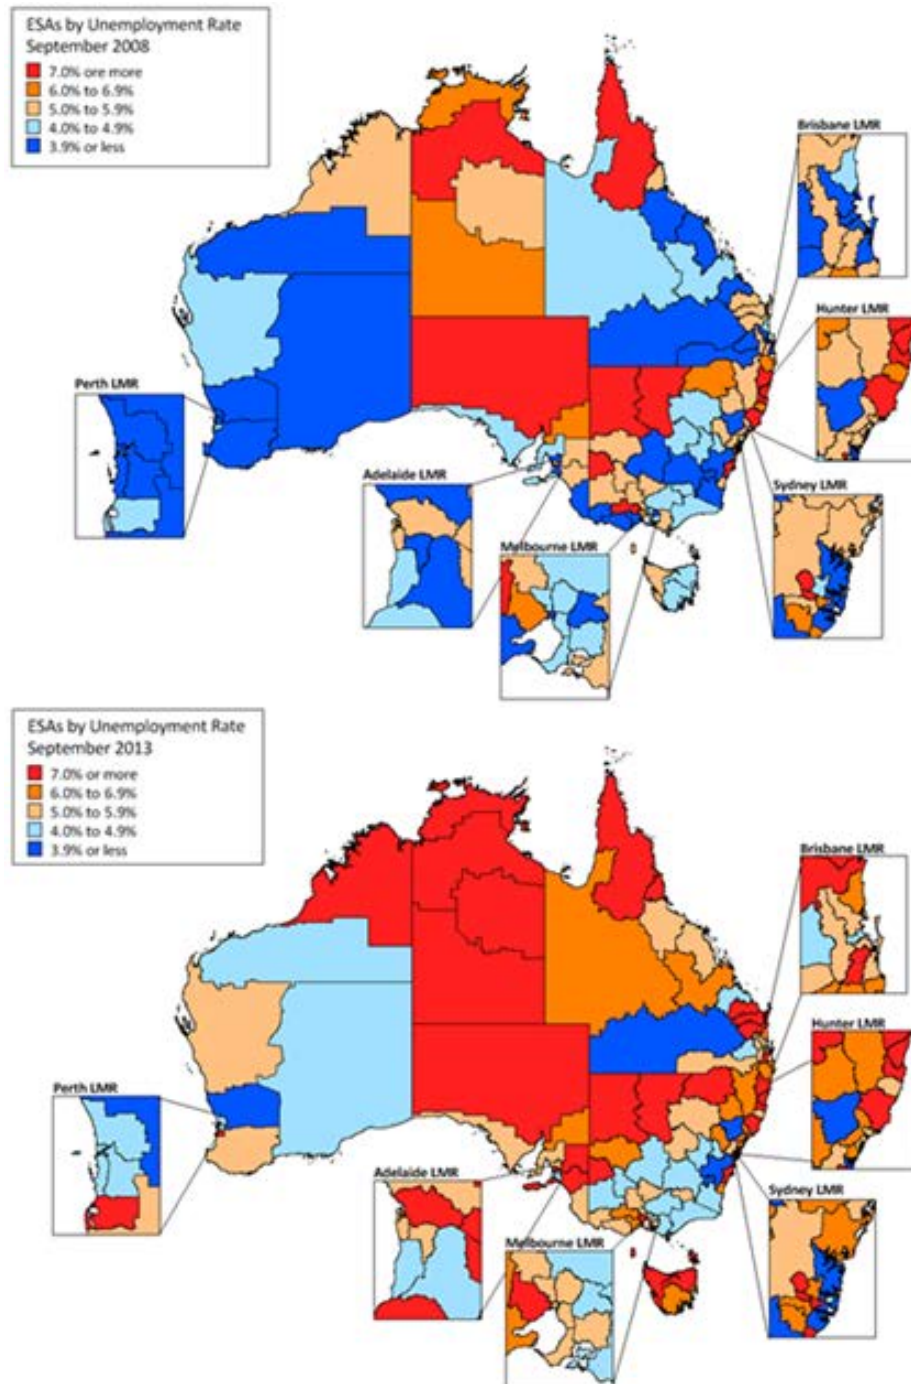 ESAs by Unemployment Rate
September 2008
7.0% ore more
6.0% to 6.9%
5.0% to 5.9%
4.0% to 4.9%
3.9% or less
Brisbane LMR
Hunter LMR
Perth LMR
Adelaide LMR
Sydney LMR
Melbourne LMR
ESAs by Unemployment Rate
September 2013
7.0% or more
6.0% to 6.9%
5.0% to 5.9%
4.0% to 4.9%
3.9% or less
Brisbane LMR
Hunter LMR
Perth LMR
Adelaide LMR
Sydney LMR
Melbourne LMR